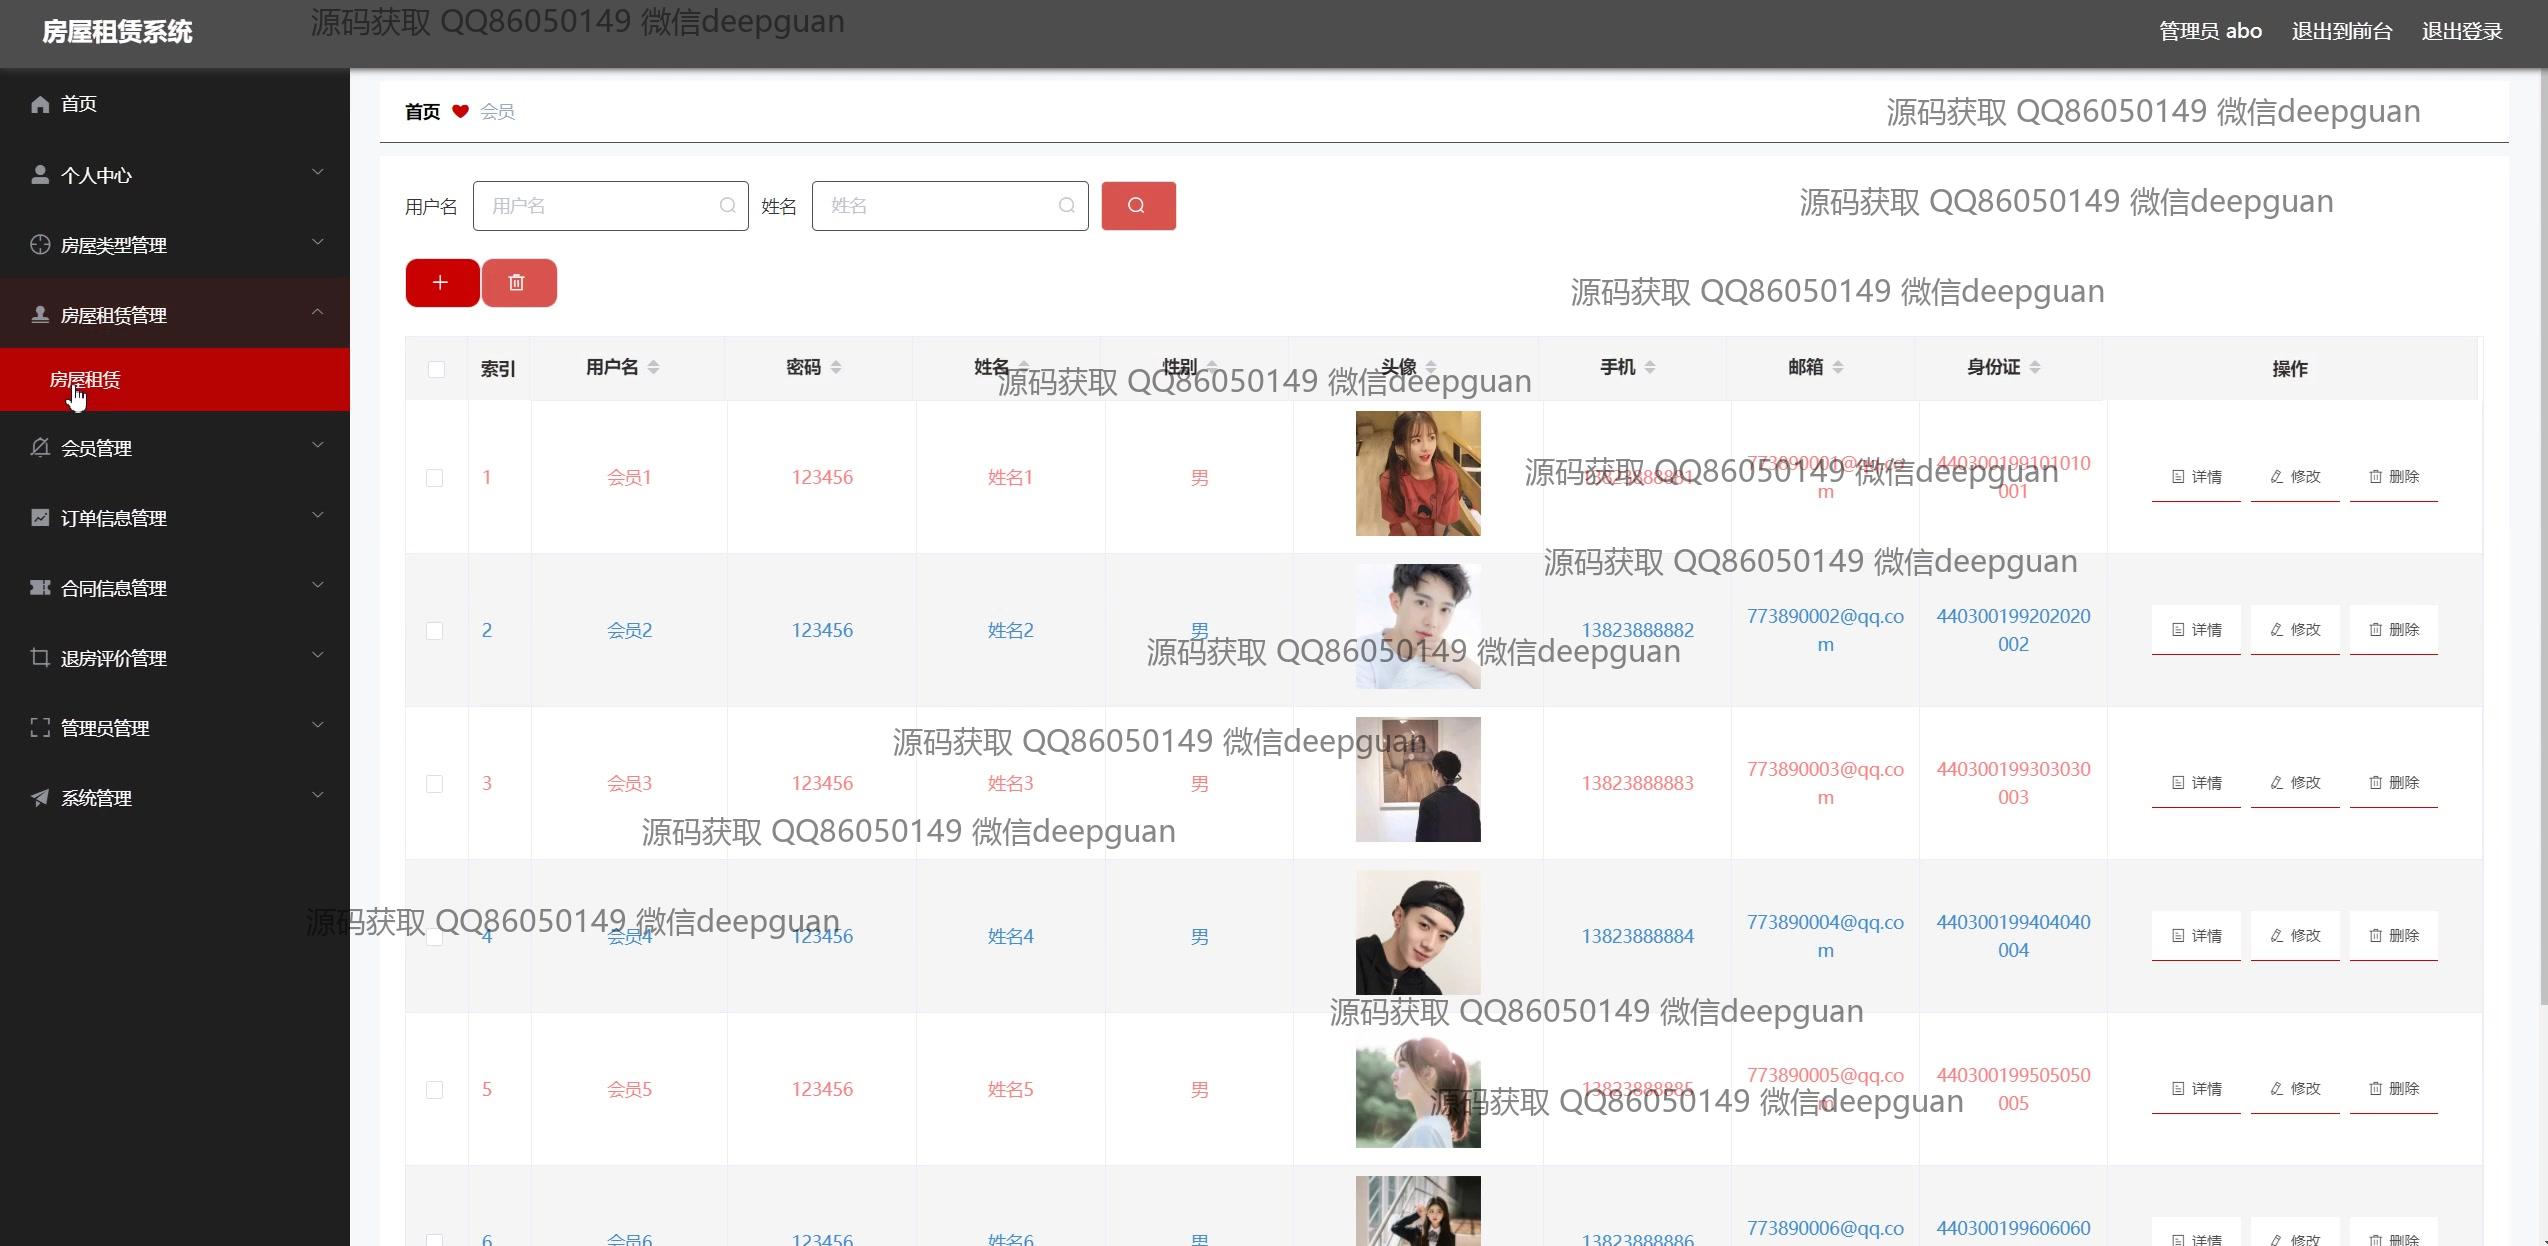 房屋租赁系统
源码获取 QQ86050149 微信deepguan
管理员 abo 退出到前台 退出登录
首页
个人中心
房屋类型管理
房屋租赁管理
房屋租赁
会员管理
订单信息管理
合同信息管理
退房评价管理
管理员管理
系统管理
首页 会员
源码获取 QQ86050149 微信deepguan
用户名 用户名 姓名 姓名
源码获取 QQ86050149 微信deepguan
源码获取 QQ86050149 微信deepguan
索引 用户名 密码 姓名 性别 头像 手机 邮箱 身份证 操作
源码获取 QQ86050149 微信deepguan
1 会员1 123456 姓名1 男 13823888881 773890001@qq.co 440300199101010 详情 修改 删除
m 001
源码获取 QQ86050149 微信deepguan
源码获取 QQ86050149 微信deepguan
2 会员2 123456 姓名2 男 13823888882 773890002@qq.co 440300199202020 详情 修改 删除
m 002
源码获取 QQ86050149 微信deepguan
源码获取 QQ86050149 微信deepguan
3 会员3 123456 姓名3 男 13823888883 773890003@qq.co 440300199303030 详情 修改 删除
m 003
源码获取 QQ86050149 微信deepguan
源码获取 QQ86050149 微信deepguan
4 会员4 123456 姓名4 男 13823888884 773890004@qq.co 440300199404040 详情 修改 删除
m 004
源码获取 QQ86050149 微信deepguan
5 会员5 123456 姓名5 男 13823888885 773890005@qq.co 440300199505050 详情 修改 删除
m 005
源码获取 QQ86050149 微信deepguan
6 会员6 123456 姓名6 男 13823888886 773890006@qq.co 440300199606060 详情 修改 删除